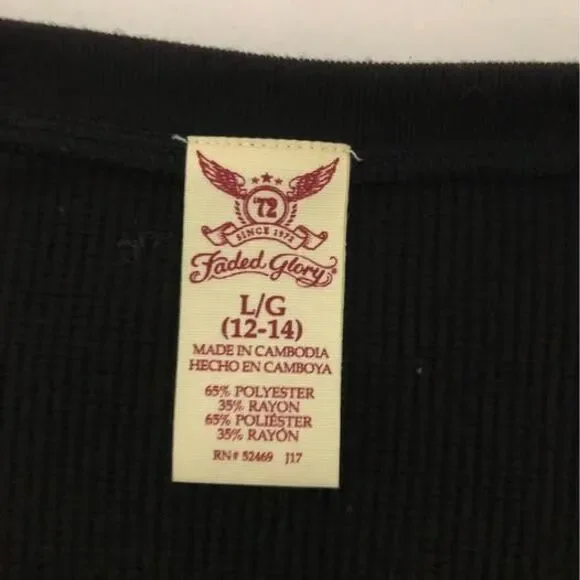 '72
SINCE 1972
Faded Glory®
L/G
(12-14)
MADE IN CAMBODIA
HECHO EN CAMBOYA
65% POLYESTER
35% RAYON
65% POLIÉSTER
35% RAYÓN
RN# 52469 J17